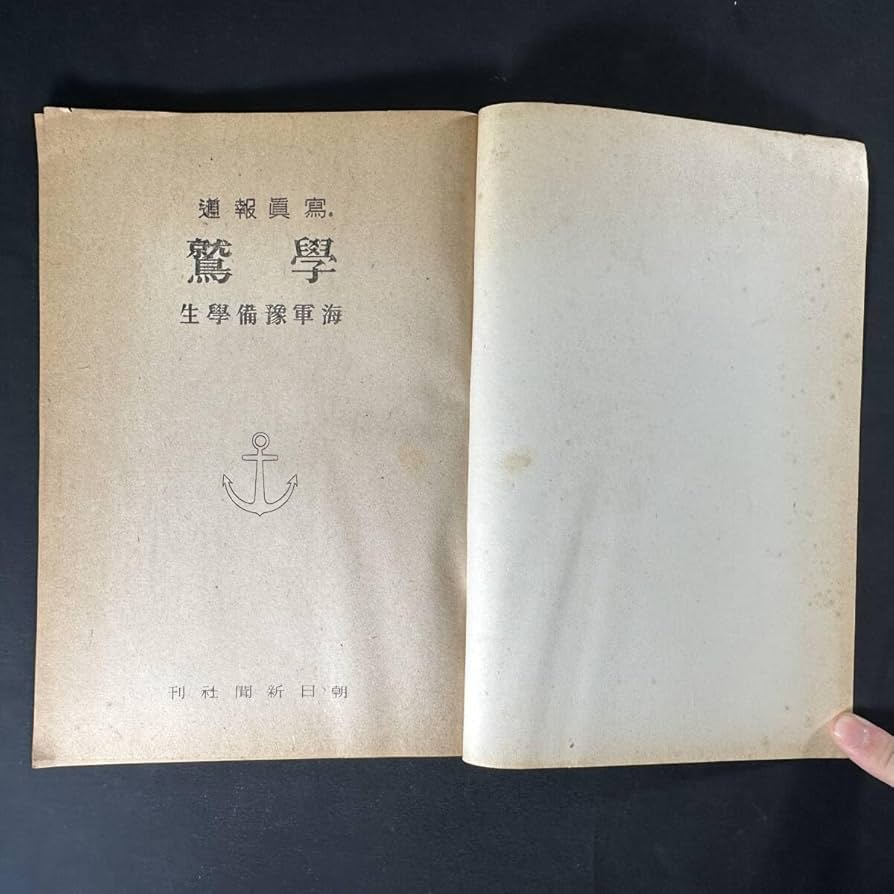 寫眞報道
學鷲
海軍豫備學生
朝日新聞社刊